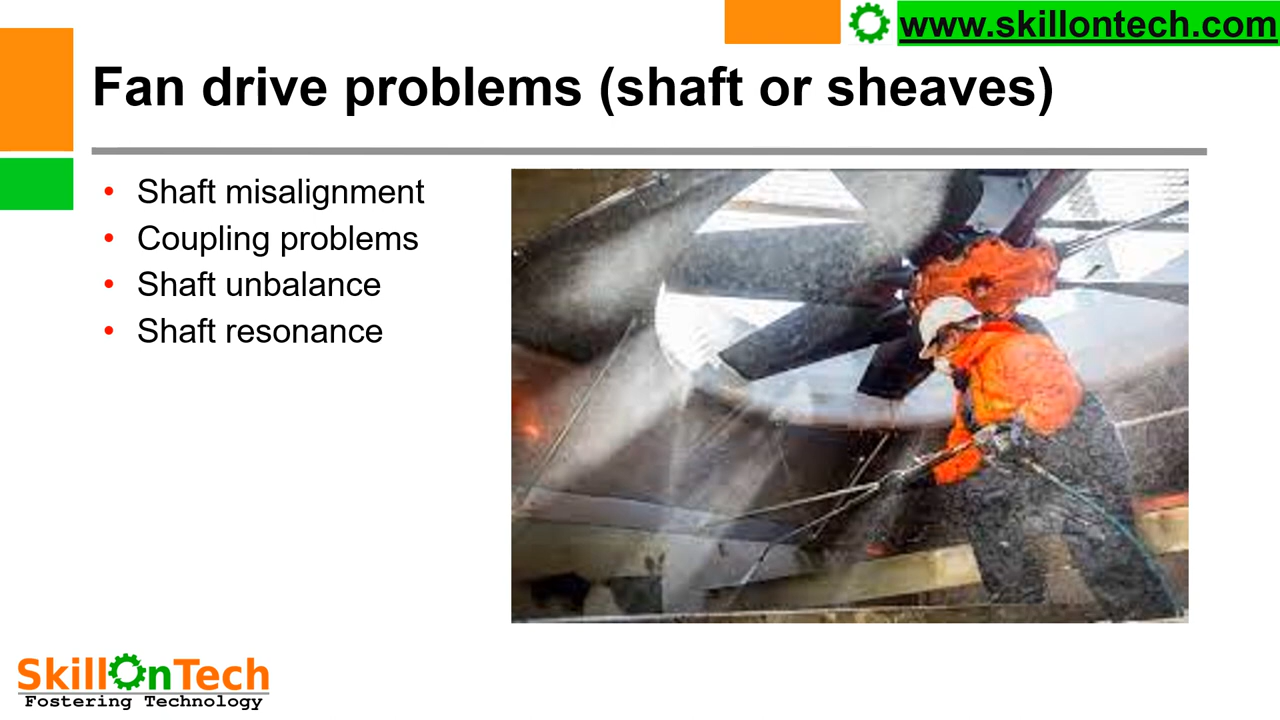 www.skillontech.com
Fan drive problems (shaft or sheaves)
• Shaft misalignment
• Coupling problems
• Shaft unbalance
• Shaft resonance
SkillOnTech
Fostering Technology